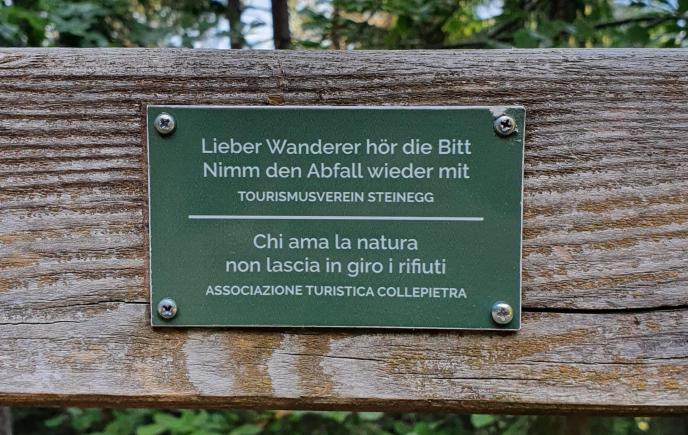 Lieber Wanderer hör die Bitt
Nimm den Abfall wieder mit
TOURISMUSVEREIN STEINEGG
Chi ama la natura
non lascia in giro i rifiuti
ASSOCIAZIONE TURISTICA COLLEPIETRA